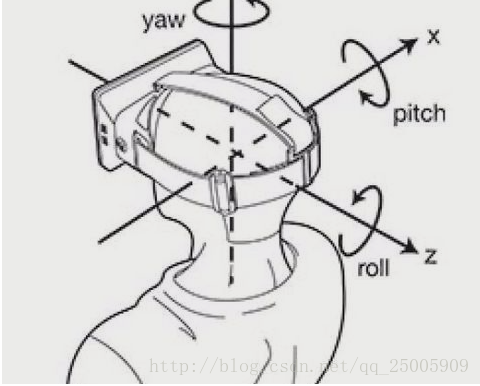 yaw
x
pitch
z
roll
http://blog.csdn.net/qq_25005909